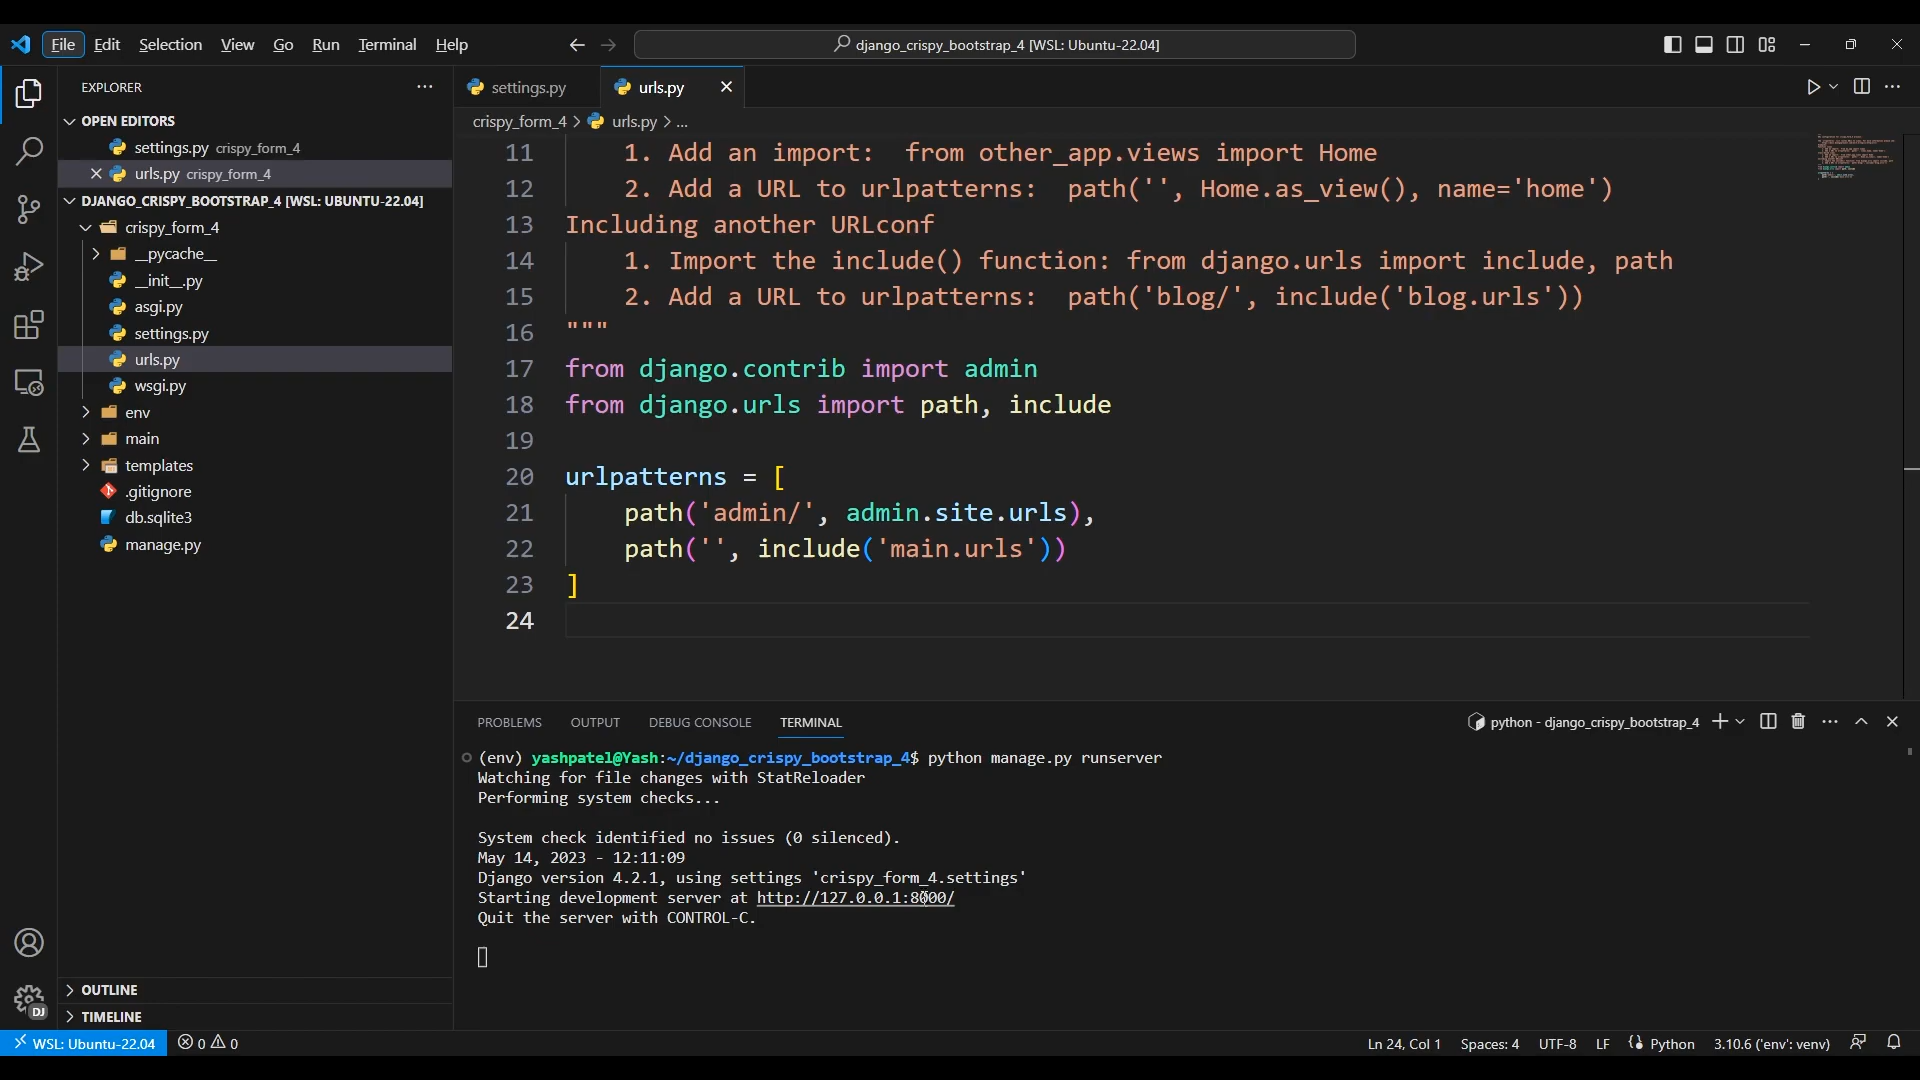 File Edit Selection View Go Run Terminal Help
django_crispy_bootstrap_4 [WSL: Ubuntu-22.04]
EXPLORER
OPEN EDITORS
settings.py crispy_form_4
urls.py crispy_form_4
DJANGO_CRISPY_BOOTSTRAP_4 [WSL: UBUNTU-22.04]
crispy_form_4
__pycache__
__init__.py
asgi.py
settings.py
urls.py
wsgi.py
env
main
templates
.gitignore
db.sqlite3
manage.py
OUTLINE
TIMELINE
settings.py urls.py
crispy_form_4 > urls.py > ...
11 1. Add an import:  from other_app.views import Home
12 2. Add a URL to urlpatterns:  path('', Home.as_view(), name='home')
13 Including another URLconf
14 1. Import the include() function: from django.urls import include, path
15 2. Add a URL to urlpatterns:  path('blog/', include('blog.urls'))
16 """
17 from django.contrib import admin
18 from django.urls import path, include
19
20 urlpatterns = [
21 path('admin/', admin.site.urls),
22 path('', include('main.urls'))
23 ]
24
PROBLEMS OUTPUT DEBUG CONSOLE TERMINAL
python - django_crispy_bootstrap_4
(env) yashpatel@Yash:~/django_crispy_bootstrap_4$ python manage.py runserver
Watching for file changes with StatReloader
Performing system checks...
System check identified no issues (0 silenced).
May 14, 2023 - 12:11:09
Django version 4.2.1, using settings 'crispy_form_4.settings'
Starting development server at http://127.0.0.1:8000/
Quit the server with CONTROL-C.
DJ
WSL: Ubuntu-22.04 0 0 Ln 24, Col 1 Spaces: 4 UTF-8 LF Python 3.10.6 ('env': venv)